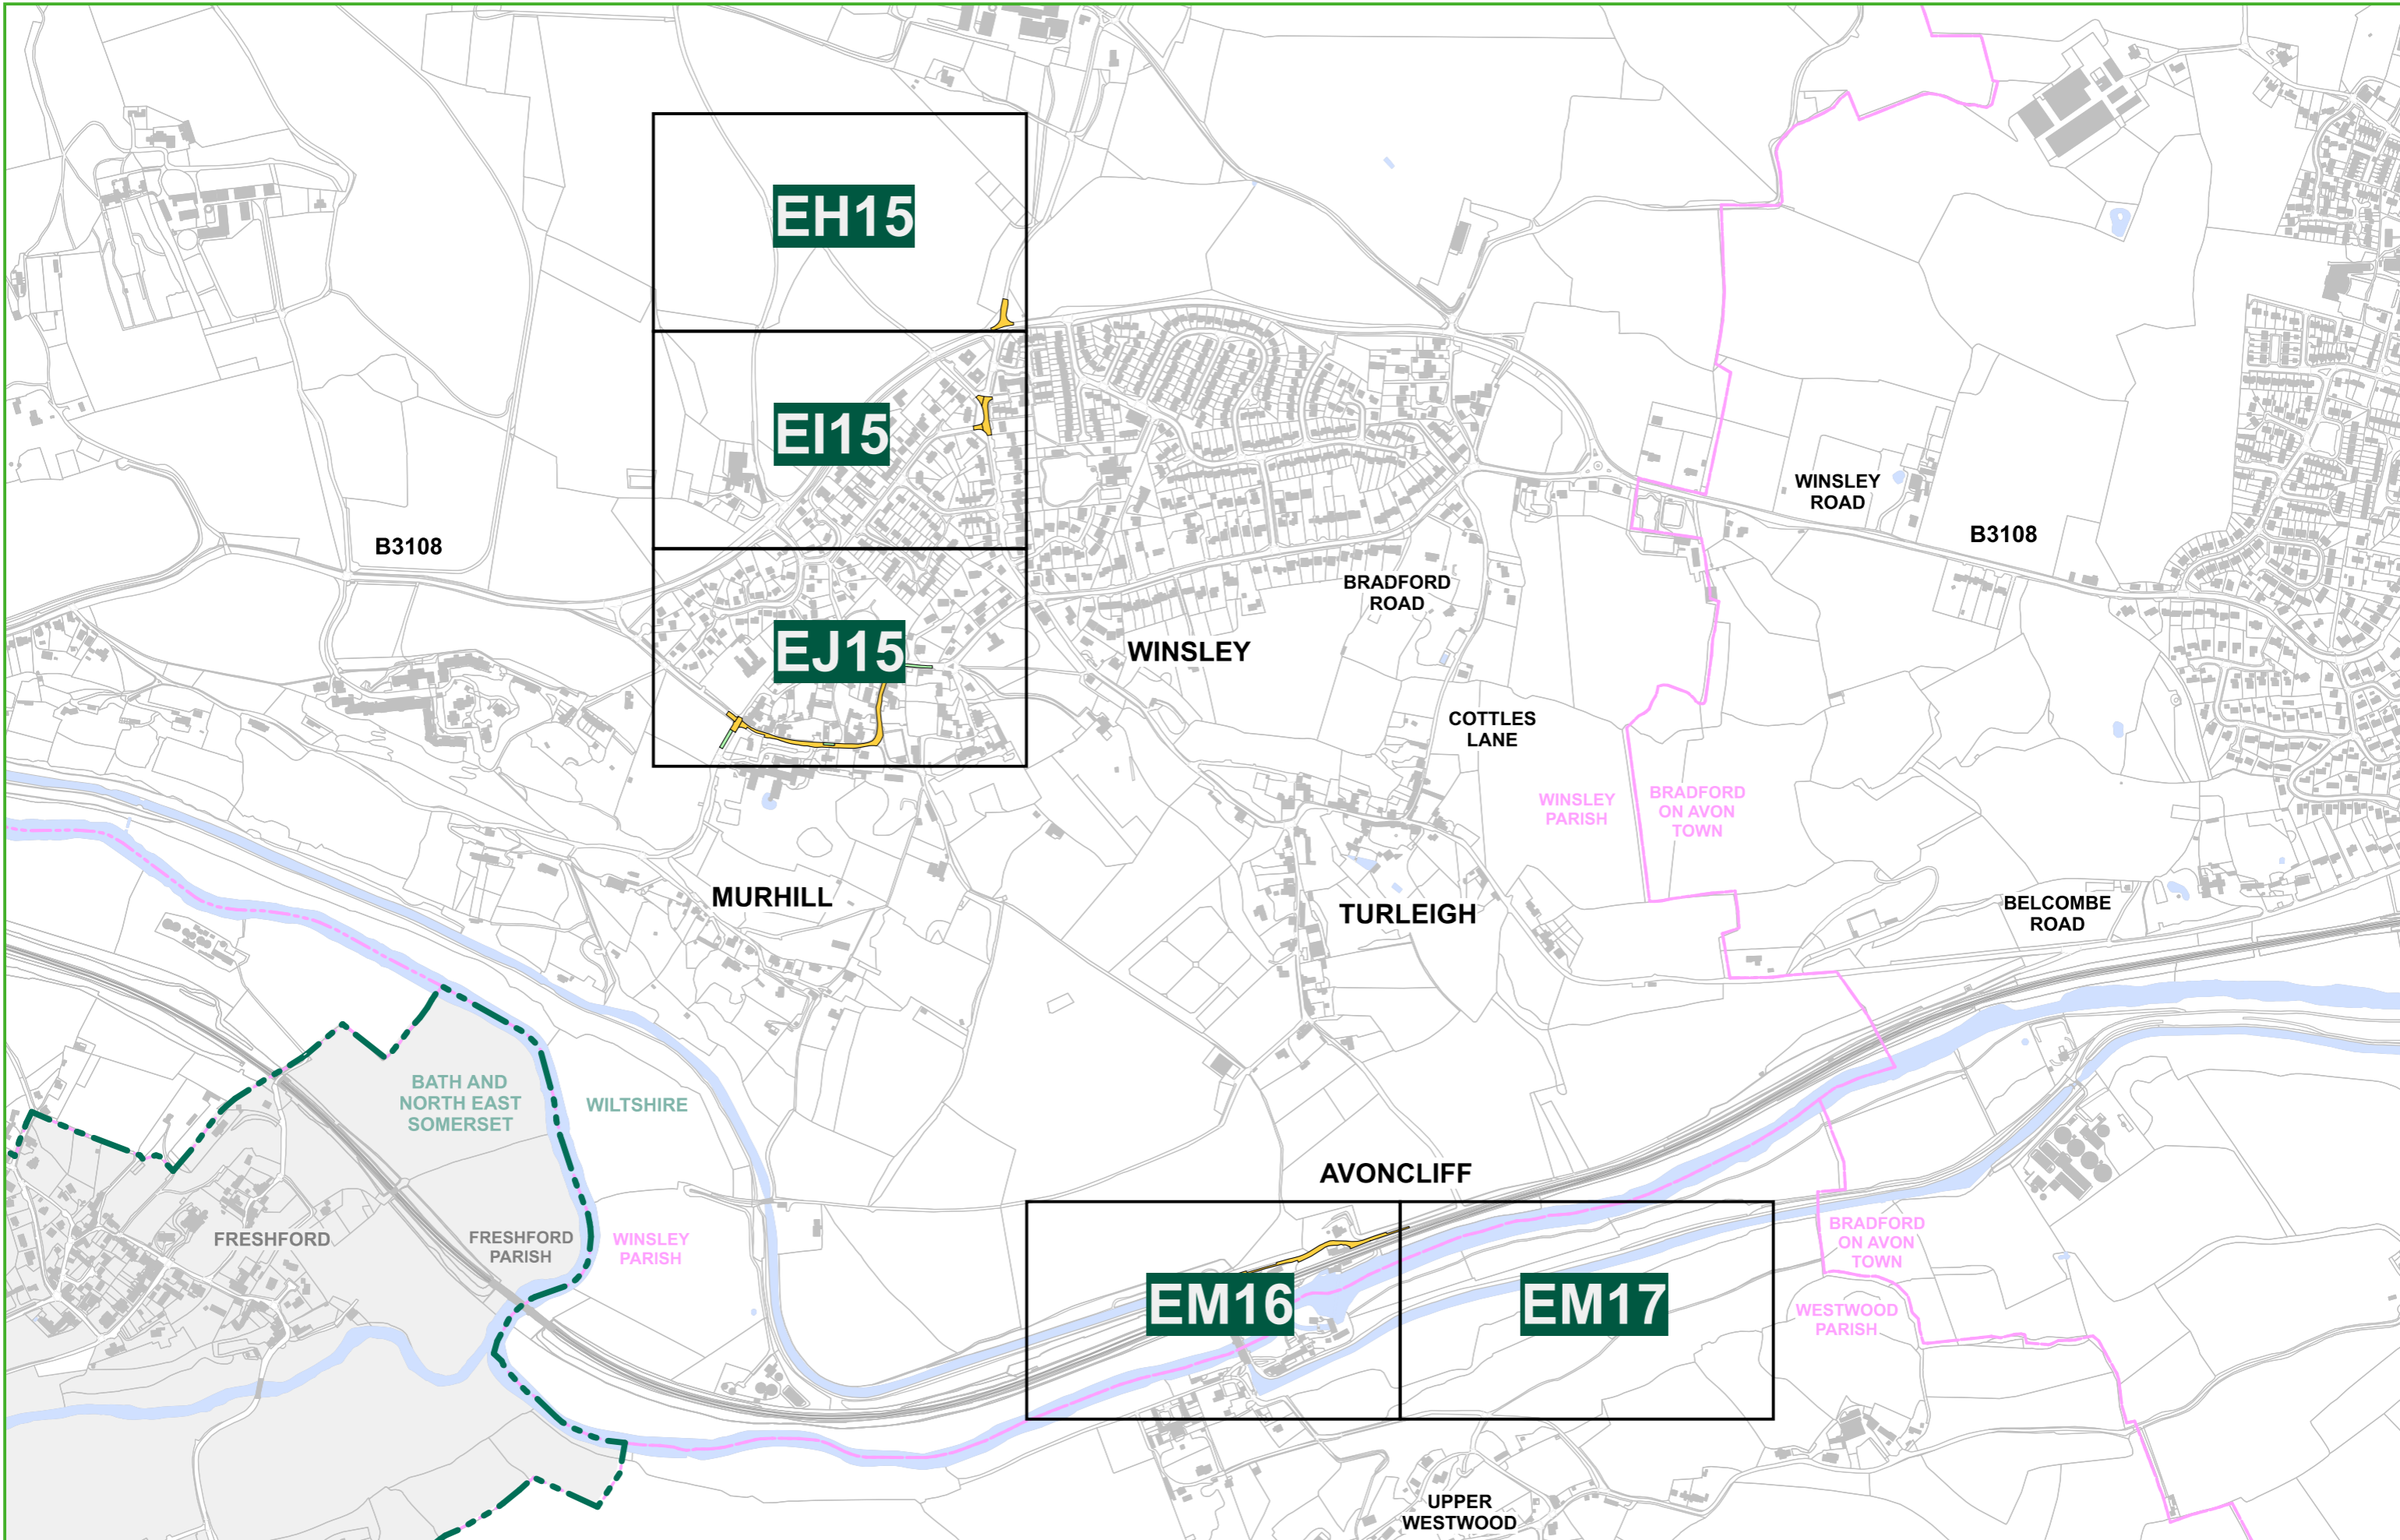 EH15
EI15
WINSLEY
ROAD
B3108
B3108
BRADFORD
ROAD
EJ15
WINSLEY
COTTLES
LANE
WINSLEY
PARISH
BRADFORD
ON AVON
TOWN
MURHILL
TURLEIGH
BELCOMBE
ROAD
BATH AND
NORTH EAST
SOMERSET
WILTSHIRE
AVONCLIFF
FRESHFORD
FRESHFORD
PARISH
WINSLEY
PARISH
BRADFORD
ON AVON
TOWN
EM16
EM17
WESTWOOD
PARISH
UPPER
WESTWOOD